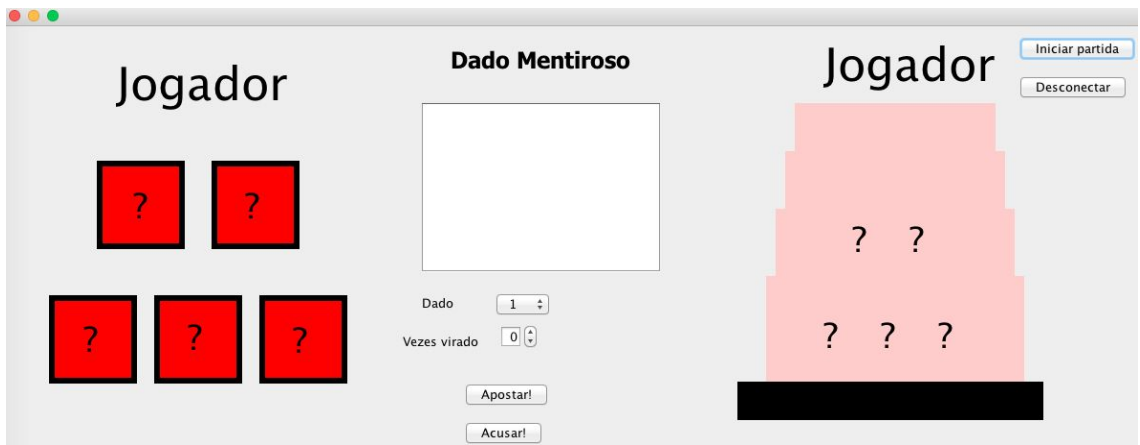 Jogador
? ?
? ? ?
Dado Mentiroso
Dado 1
Vezes virado 0
Apostar!
Acusar!
Jogador
? ?
? ? ?
Iniciar partida
Desconectar